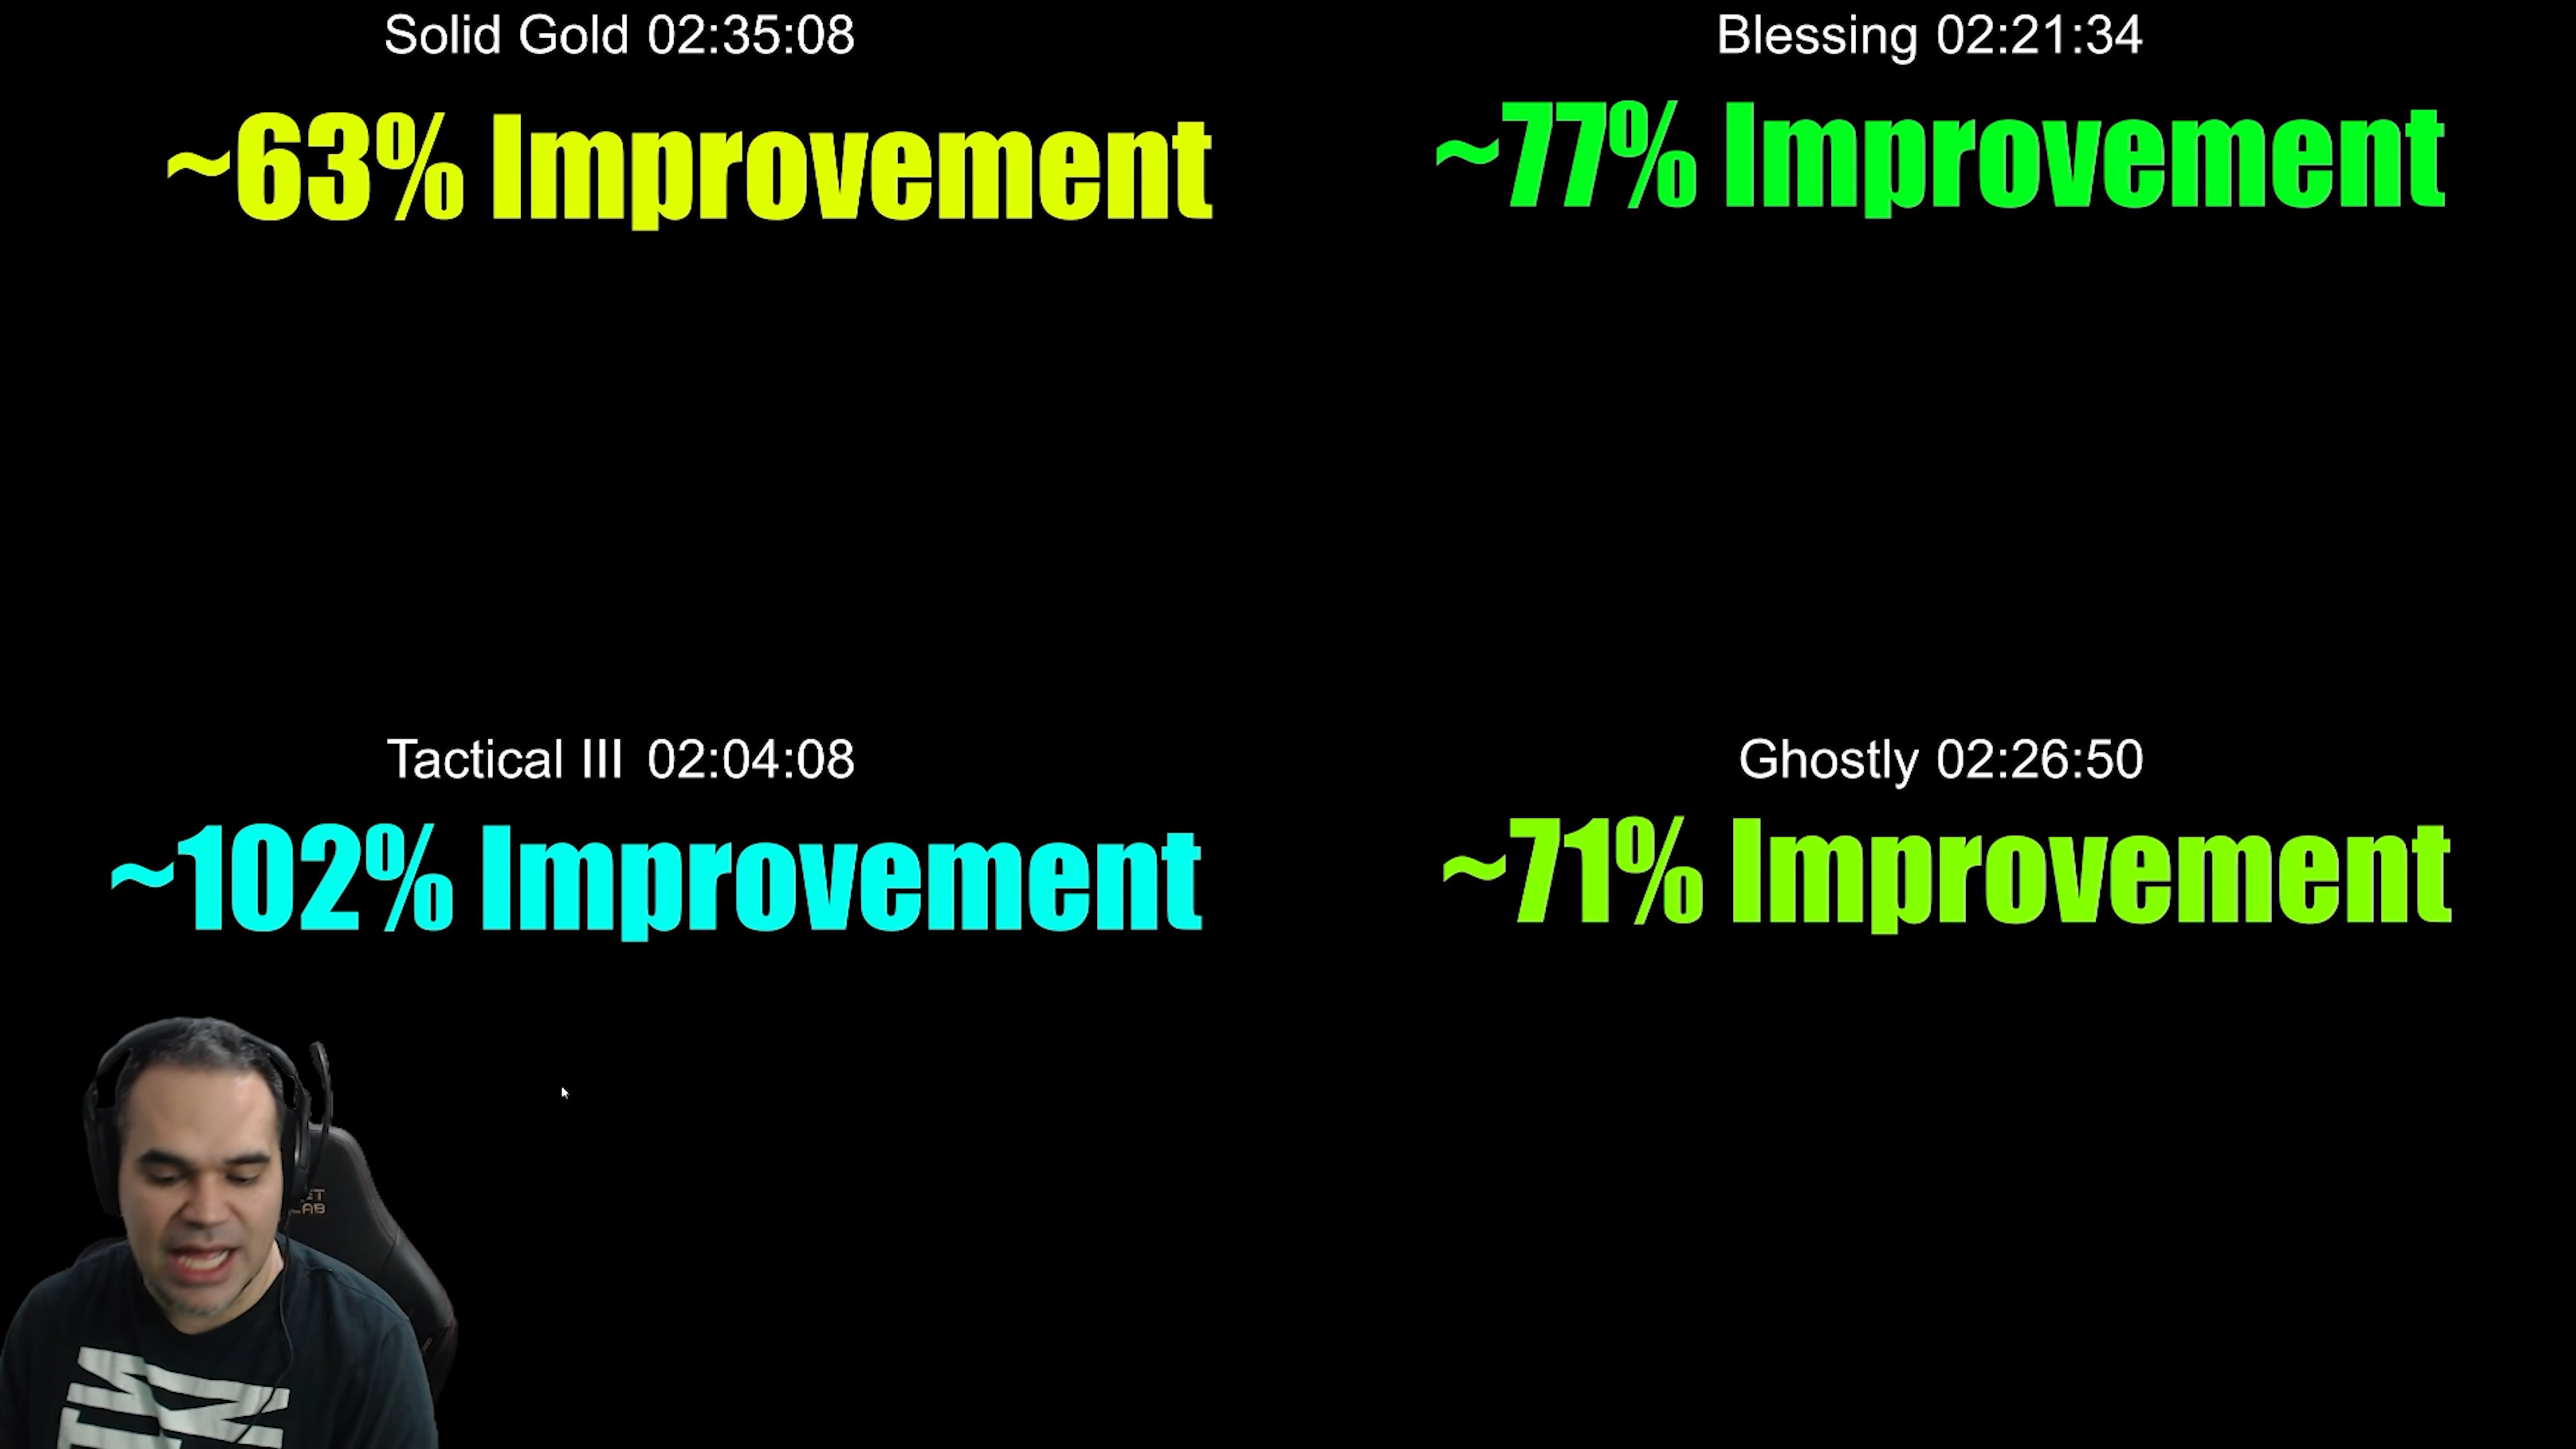 Solid Gold 02:35:08
~63% Improvement
Blessing 02:21:34
~77% Improvement
Tactical III 02:04:08
~102% Improvement
Ghostly 02:26:50
~71% Improvement